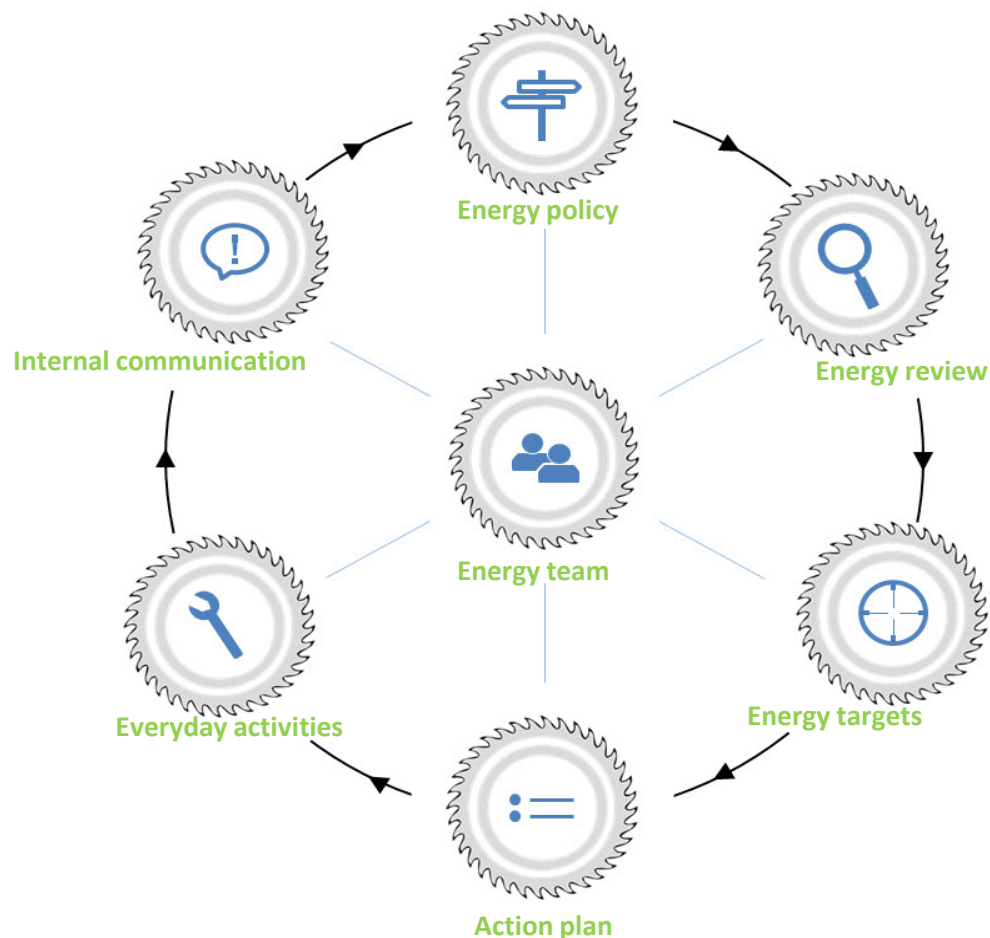 Energy policy
Internal communication
Energy review
Energy team
Everyday activities
Energy targets
Action plan
!